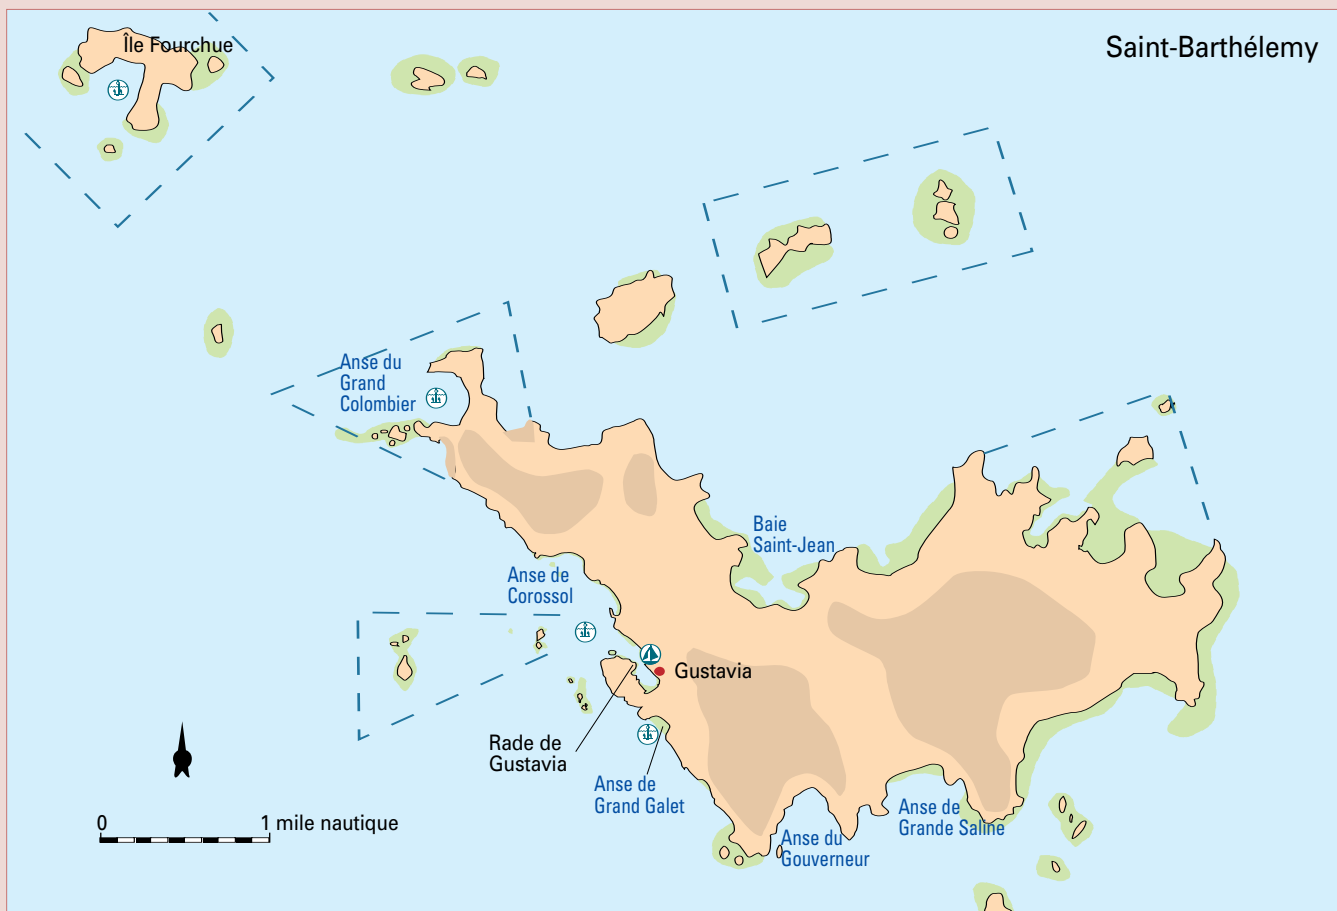 Île Fourchue
Saint-Barthélemy
Anse du
Grand
Colombier
Baie
Saint-Jean
Anse de
Corossol
Gustavia
Rade de
Gustavia
Anse de
Grand Galet
Anse de
Grande Saline
Anse du
Gouverneur
0 1 mile nautique